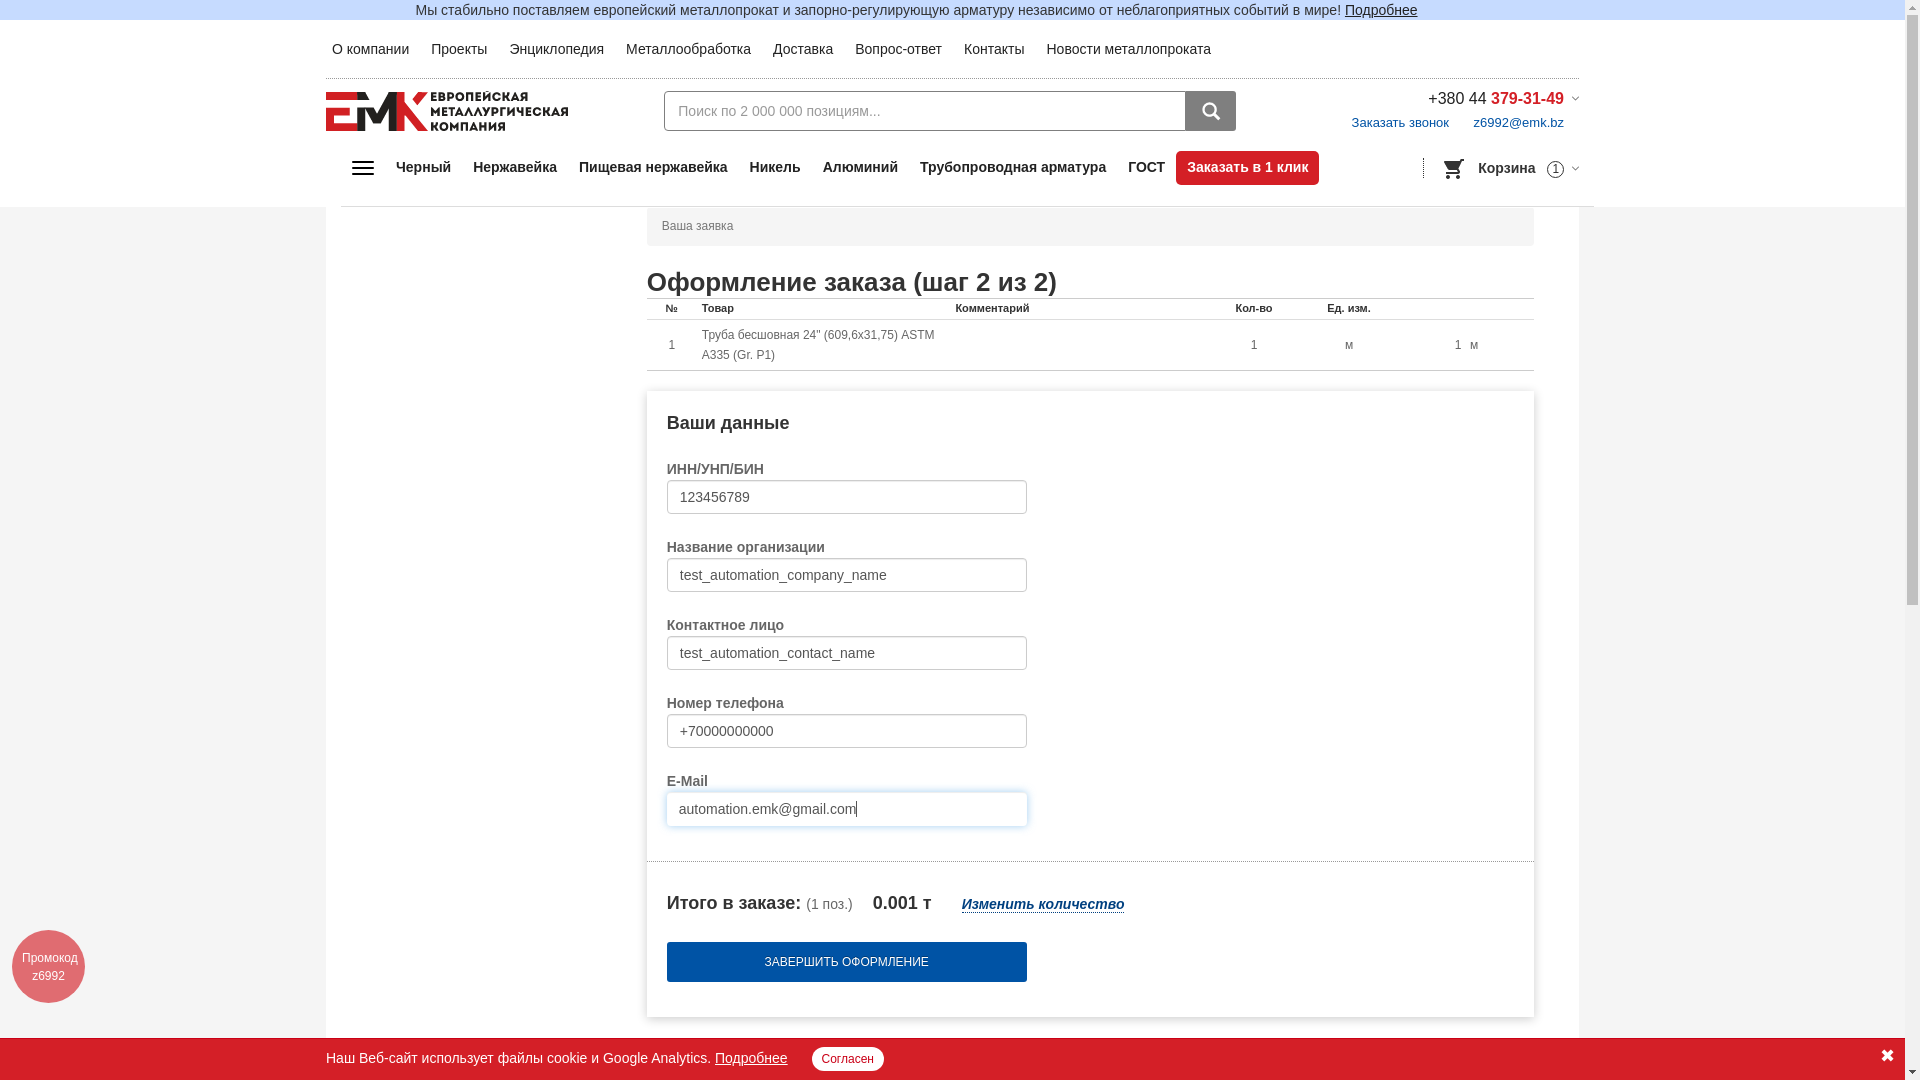 Мы стабильно поставляем европейский металлопрокат и запорно-регулирующую арматуру независимо от неблагоприятных событий в мире! Подробнее
О компании Проекты Энциклопедия Металлообработка Доставка Вопрос-ответ Контакты Новости металлопроката
ЕМК ЕВРОПЕЙСКАЯ
МЕТАЛЛУРГИЧЕСКАЯ
КОМПАНИЯ
Поиск по 2 000 000 позициям...
+380 44 379-31-49
Заказать звонок z6992@emk.bz
Черный Нержавейка Пищевая нержавейка Никель Алюминий Трубопроводная арматура ГОСТ Заказать в 1 клик Корзина 1
Ваша заявка
Оформление заказа (шаг 2 из 2)
№ Товар Комментарий Кол-во Ед. изм.
1 Труба бесшовная 24" (609,6х31,75) ASTM
A335 (Gr. P1) 1 м 1 м
Ваши данные
ИНН/УНП/БИН
123456789
Название организации
test_automation_company_name
Контактное лицо
test_automation_contact_name
Номер телефона
+70000000000
E-Mail
automation.emk@gmail.com
Итого в заказе: (1 поз.) 0.001 т Изменить количество
ЗАВЕРШИТЬ ОФОРМЛЕНИЕ
Промокод
z6992
Наш Веб-сайт использует файлы cookie и Google Analytics. Подробнее Согласен